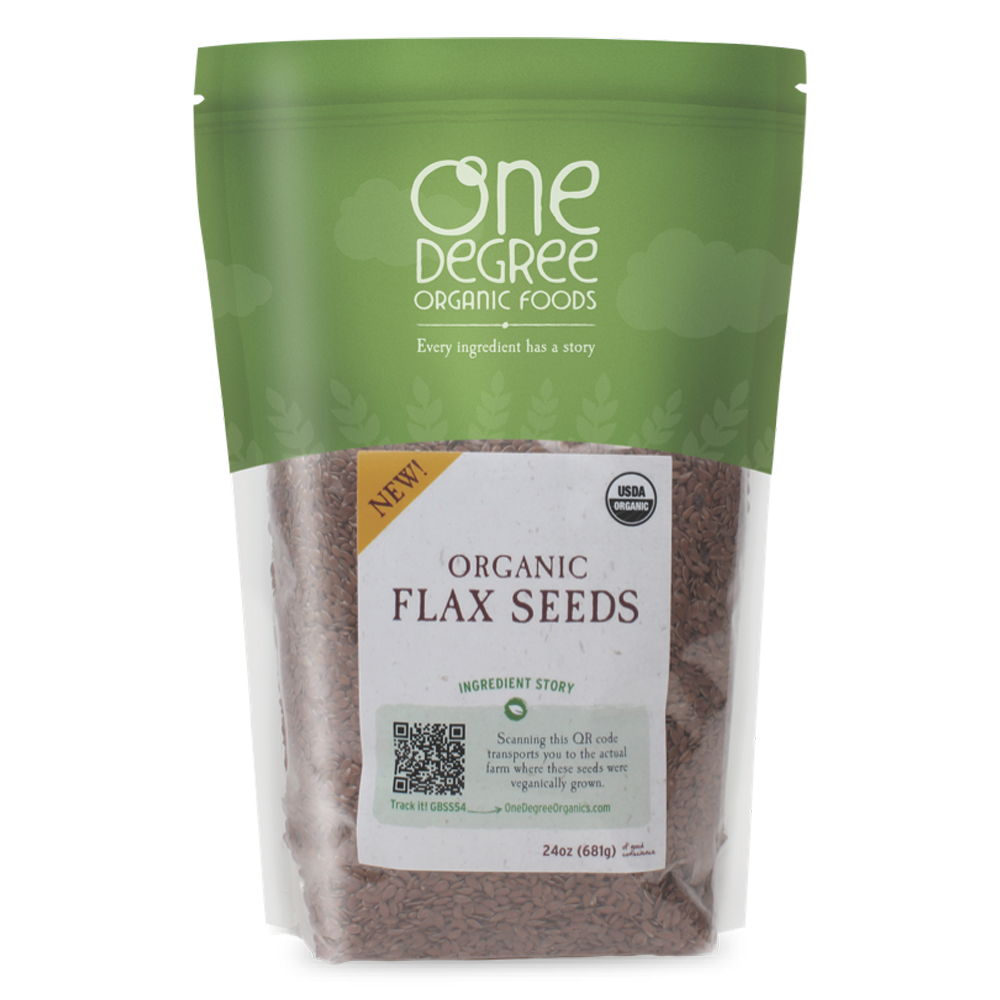 One
DEGREE
ORGANIC FOODS
Every ingredient has a story
NEW!
USDA
ORGANIC
ORGANIC
FLAX SEEDS
INGREDIENT STORY
Scanning this QR code
transports you to the actual
farm where these seeds were
veganically grown.
Track it! GBSS54 OneDegreeOrganics.com
24oz (681g) of good